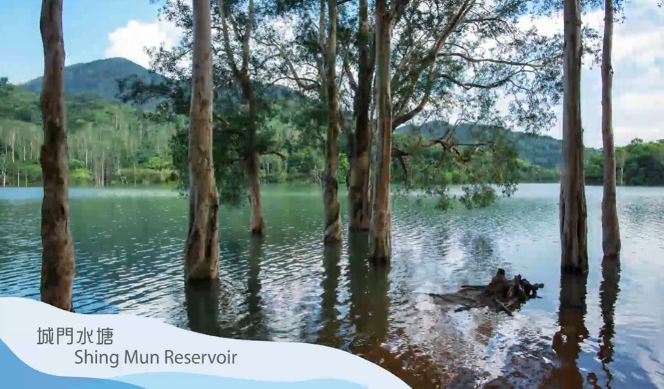 城門水塘
Shing Mun Reservoir